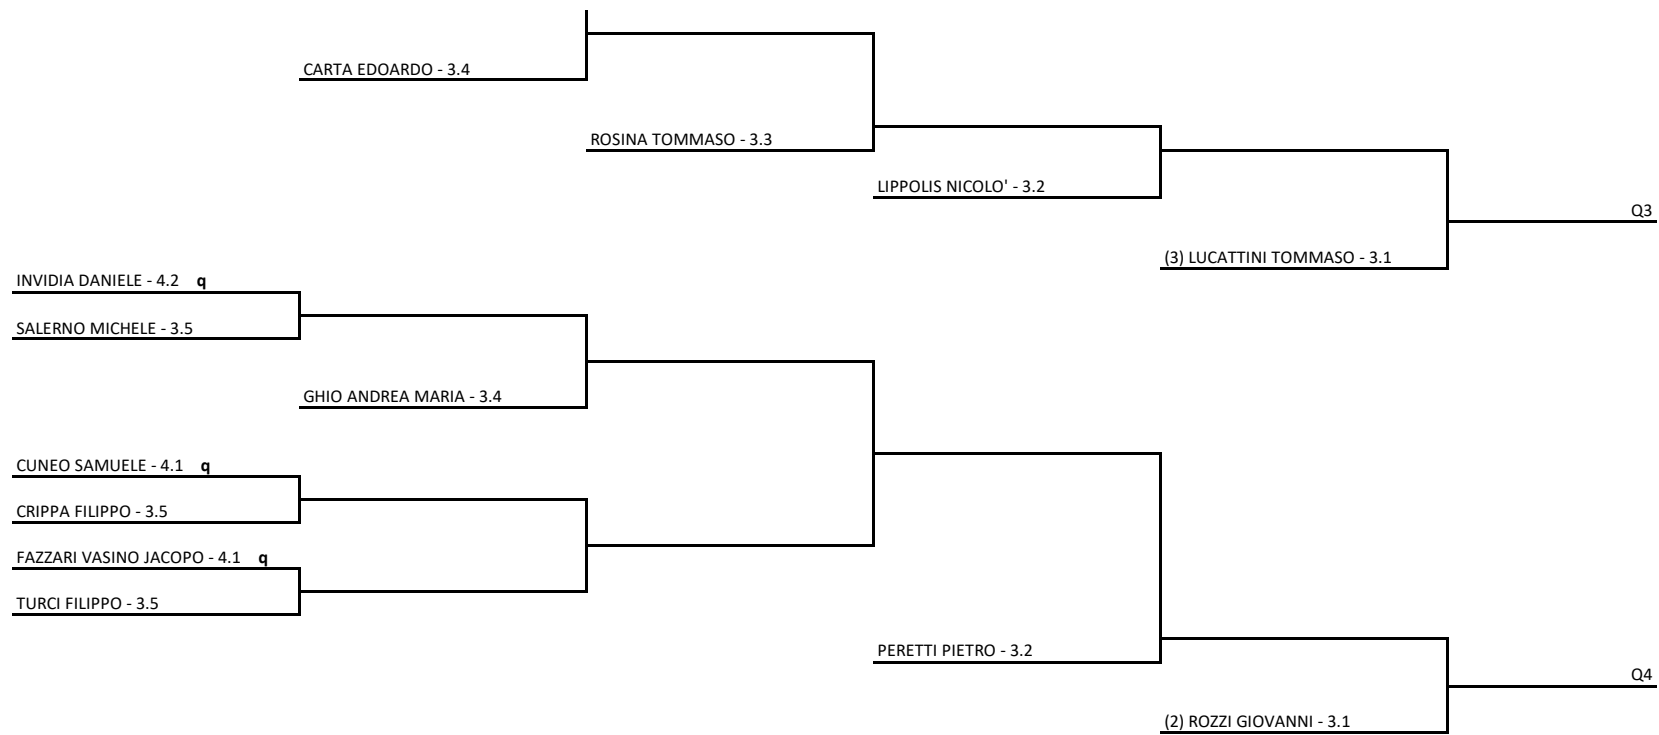 CARTA EDOARDO - 3.4
ROSINA TOMMASO - 3.3
LIPPOLIS NICOLO' - 3.2
Q3
(3) LUCATTINI TOMMASO - 3.1
INVIDIA DANIELE - 4.2 q
SALERNO MICHELE - 3.5
GHIO ANDREA MARIA - 3.4
CUNEO SAMUELE - 4.1 q
CRIPPA FILIPPO - 3.5
FAZZARI VASINO JACOPO - 4.1 q
TURCI FILIPPO - 3.5
PERETTI PIETRO - 3.2
Q4
(2) ROZZI GIOVANNI - 3.1